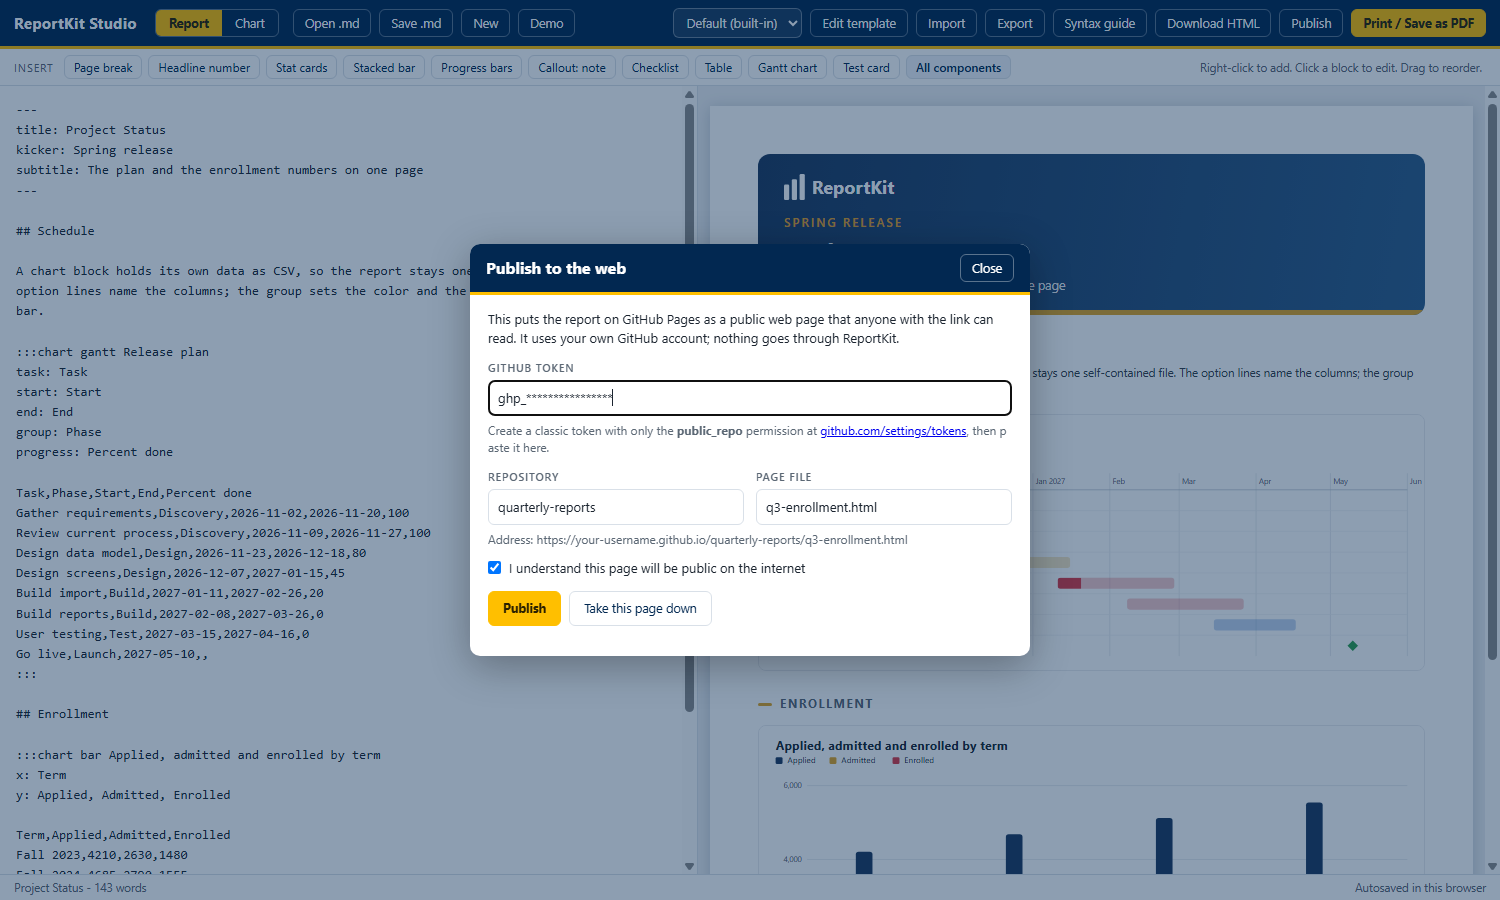 ReportKit Studio
Report
Chart
Open .md
Save .md
New
Demo
Default (built-in)
Edit template
Import
Export
Syntax guide
Download HTML
Publish
Print / Save as PDF
INSERT
Page break
Headline number
Stat cards
Stacked bar
Progress bars
Callout: note
Checklist
Table
Gantt chart
Test card
All components
Right-click to add. Click a block to edit. Drag to reorder.
---
title: Project Status
kicker: Spring release
subtitle: The plan and the enrollment numbers on one page
---
## Schedule
A chart block holds its own data as CSV, so the report stays one
option lines name the columns; the group sets the color and the
bar.
:::chart gantt Release plan
task: Task
start: Start
end: End
group: Phase
progress: Percent done
Task,Phase,Start,End,Percent done
Gather requirements,Discovery,2026-11-02,2026-11-20,100
Review current process,Discovery,2026-11-09,2026-11-27,100
Design data model,Design,2026-11-23,2026-12-18,80
Design screens,Design,2026-12-07,2027-01-15,45
Build import,Build,2027-01-11,2027-02-26,20
Build reports,Build,2027-02-08,2027-03-26,0
User testing,Test,2027-03-15,2027-04-16,0
Go live,Launch,2027-05-10,,
:::
## Enrollment
:::chart bar Applied, admitted and enrolled by term
x: Term
y: Applied, Admitted, Enrolled
Term,Applied,Admitted,Enrolled
Fall 2023,4210,2630,1480
Publish to the web
Close
This puts the report on GitHub Pages as a public web page that anyone with the link can
read. It uses your own GitHub account; nothing goes through ReportKit.
GITHUB TOKEN
ghp_****************
Create a classic token with only the public_repo permission at github.com/settings/tokens, then p
aste it here.
REPOSITORY
PAGE FILE
quarterly-reports
q3-enrollment.html
Address: https://your-username.github.io/quarterly-reports/q3-enrollment.html
I understand this page will be public on the internet
Publish
Take this page down
ReportKit
SPRING RELEASE
e page
stays one self-contained file. The option lines name the columns; the group
Jan 2027
Feb
Mar
Apr
May
Jun
ENROLLMENT
Applied, admitted and enrolled by term
Applied
Admitted
Enrolled
6,000
4,000
Project Status - 143 words
Autosaved in this browser